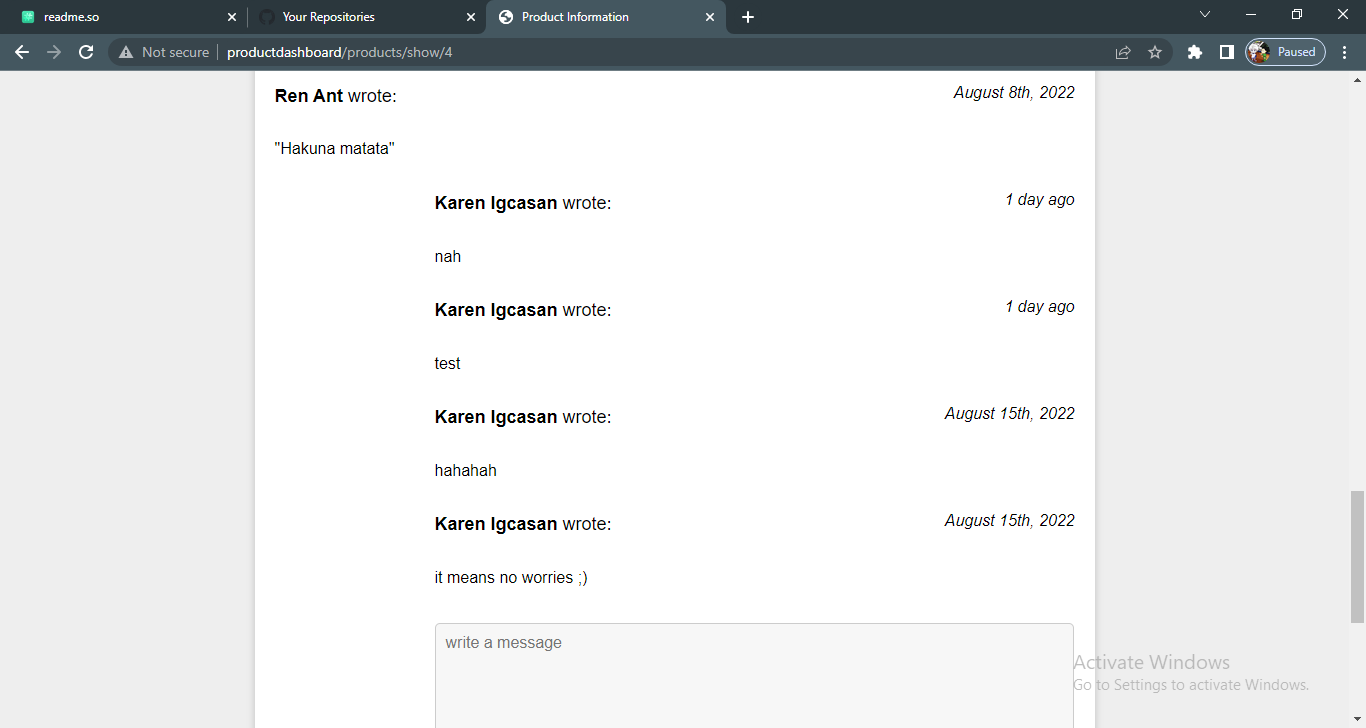 readme.so
Your Repositories
Product Information
Not secure
productdashboard/products/show/4
Paused
Ren Ant wrote:
August 8th, 2022
"Hakuna matata"
Karen Igcasan wrote:
1 day ago
nah
Karen Igcasan wrote:
1 day ago
test
Karen Igcasan wrote:
August 15th, 2022
hahahah
Karen Igcasan wrote:
August 15th, 2022
it means no worries ;)
write a message
Activate Windows
Go to Settings to activate Windows.